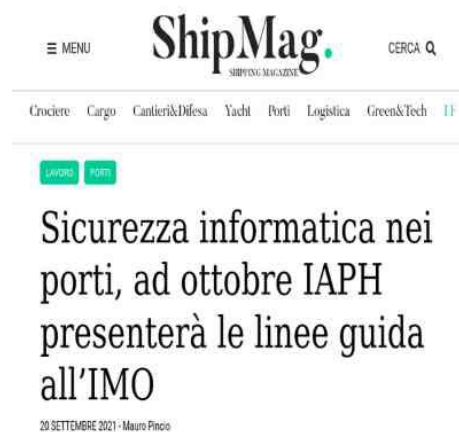 ≡ MENU
ShipMag.
SHIPPING MAGAZINE
CERCA
Crociere Cargo Cantieri&Difesa Yacht Porti Logistica Green&Tech
LAVORO PORTI
Sicurezza informatica nei
porti, ad ottobre IAPH
presenterà le linee guida
all'IMO
20 SETTEMBRE 2021 - Mauro Pincio